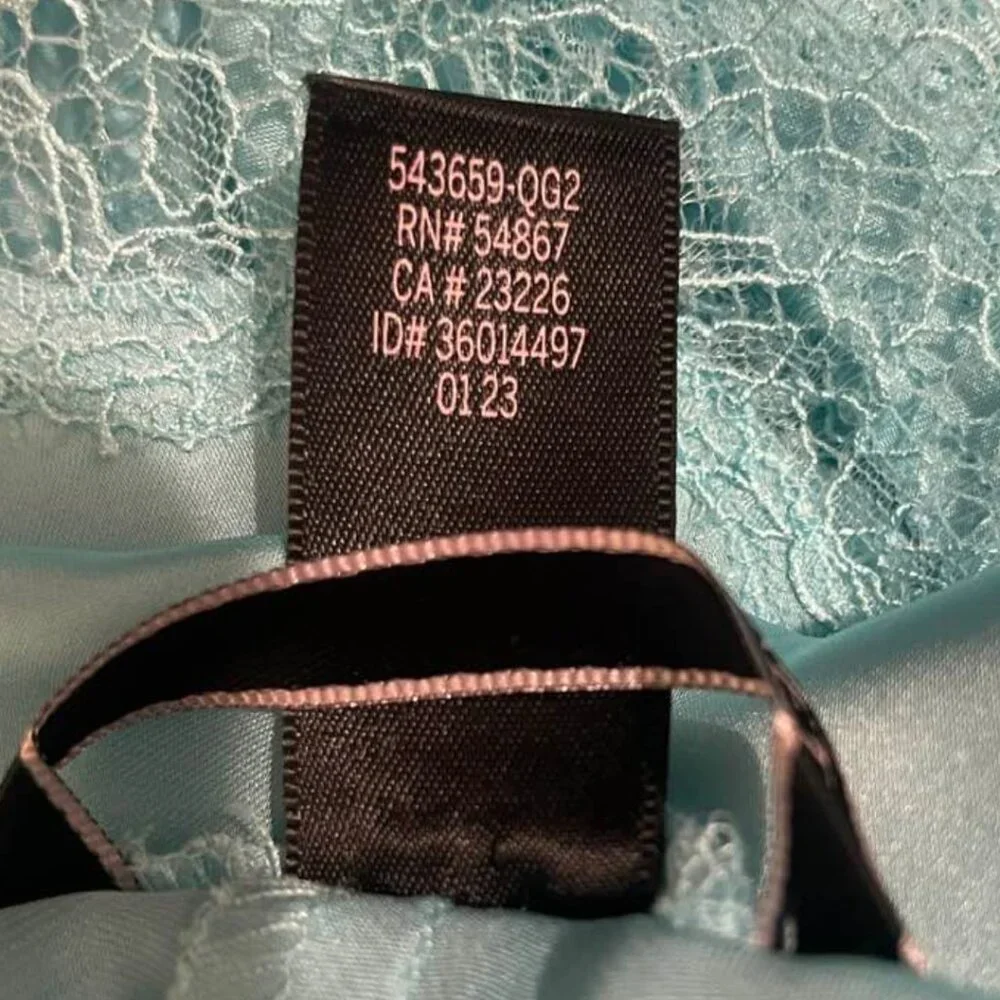 543659-QG2
RN# 54867
CA # 23226
ID# 36014497
01 23